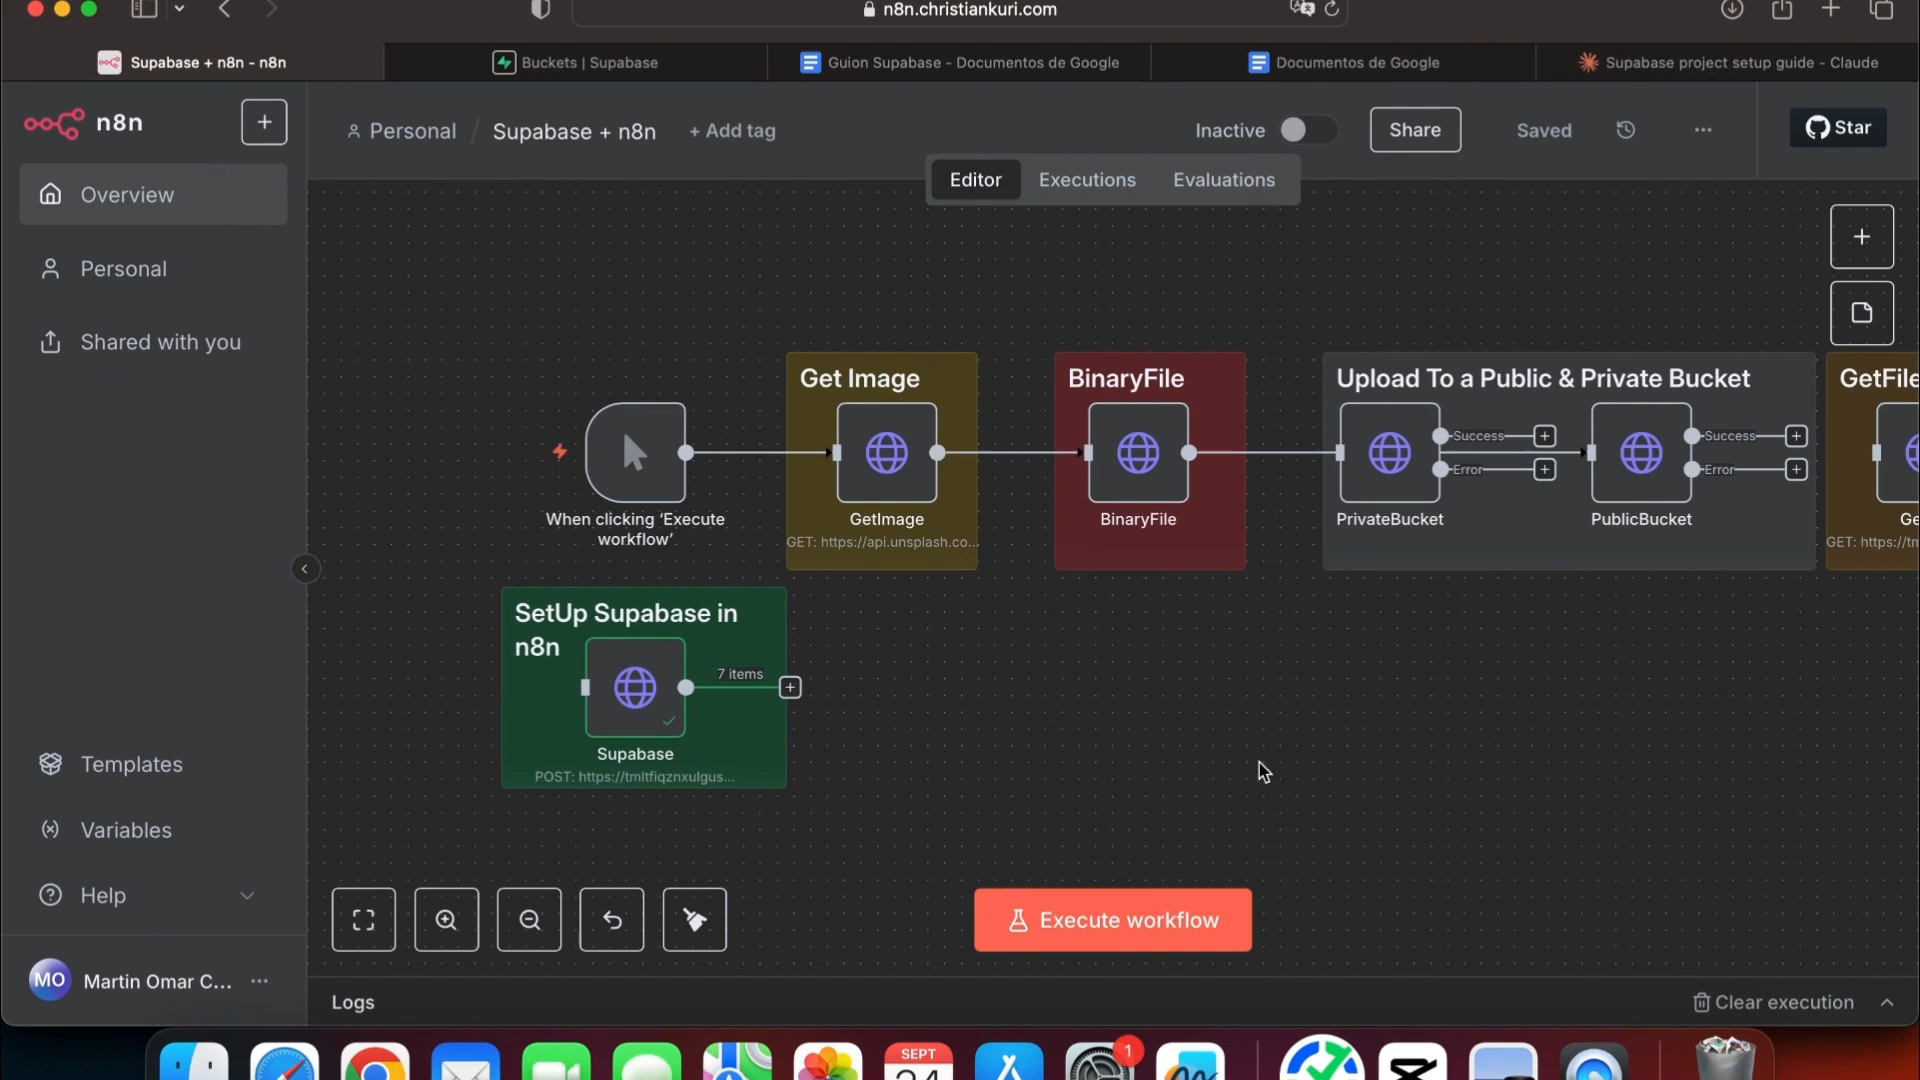 n8n.christiankuri.com
Supabase + n8n - n8n
Buckets | Supabase
Guion Supabase - Documentos de Google
Documentos de Google
Supabase project setup guide - Claude
n8n
Personal
/
Supabase + n8n
+ Add tag
Inactive
Share
Saved
Star
Editor
Executions
Evaluations
Overview
Personal
Shared with you
Get Image
BinaryFile
Upload To a Public & Private Bucket
GetFile
Success
Error
Success
Error
When clicking ‘Execute
workflow’
GetImage
GET: https://api.unsplash.co...
BinaryFile
PrivateBucket
PublicBucket
Ge
GET: https://tm
SetUp Supabase in
n8n
7 items
Supabase
POST: https://tmltfiqznxulgus...
Templates
Variables
Help
Execute workflow
MO
Martin Omar C...
Logs
Clear execution
SEPT
24
1